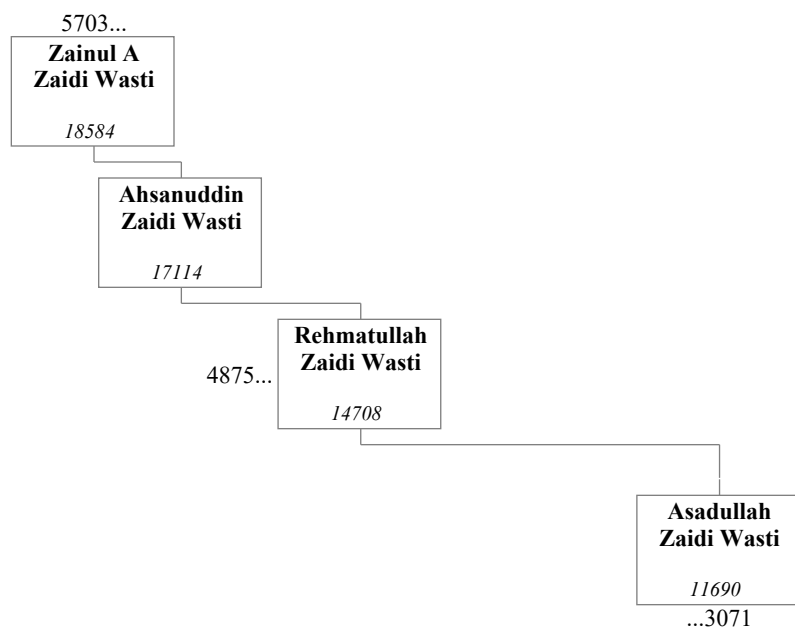 5703...
Zainul A
Zaidi Wasti
18584
Ahsanuddin
Zaidi Wasti
17114
Rehmatullah
Zaidi Wasti
4875...
14708
Asadullah
Zaidi Wasti
11690
...3071